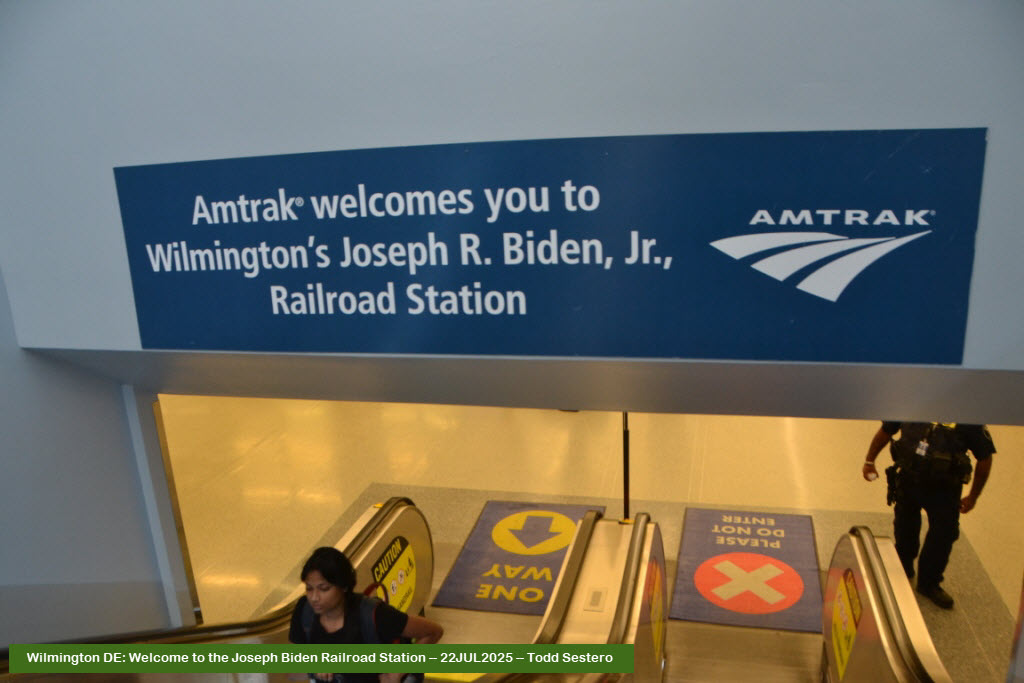 Amtrak® welcomes you to
Wilmington's Joseph R. Biden, Jr.,
Railroad Station
AMTRAK®
CAUTION
ONE
WAY
PLEASE
DO NOT
ENTER
Wilmington DE: Welcome to the Joseph Biden Railroad Station – 22JUL2025 – Todd Sestero